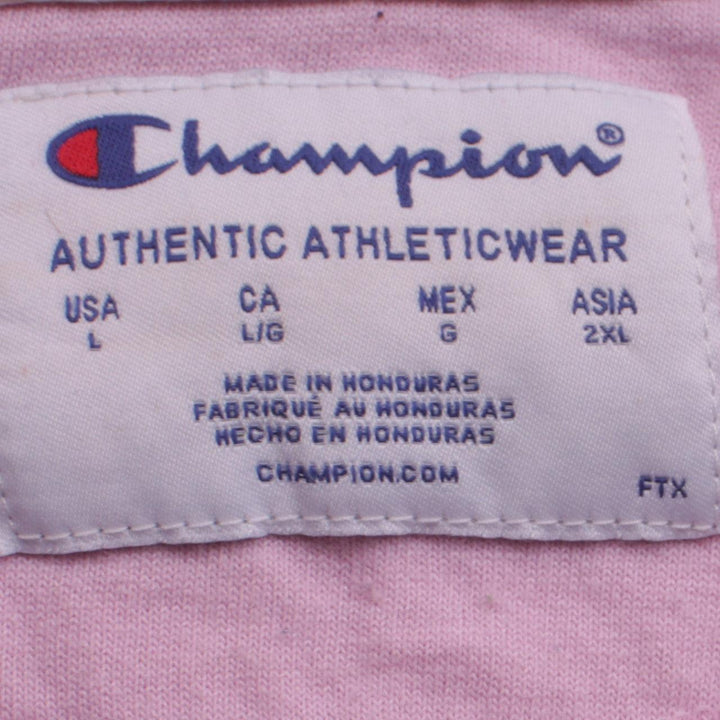 Champion®
AUTHENTIC ATHLETICWEAR
USA CA MEX ASIA
L L/G G 2XL
MADE IN HONDURAS
FABRIQUÉ AU HONDURAS
HECHO EN HONDURAS
CHAMPION.COM
FTX